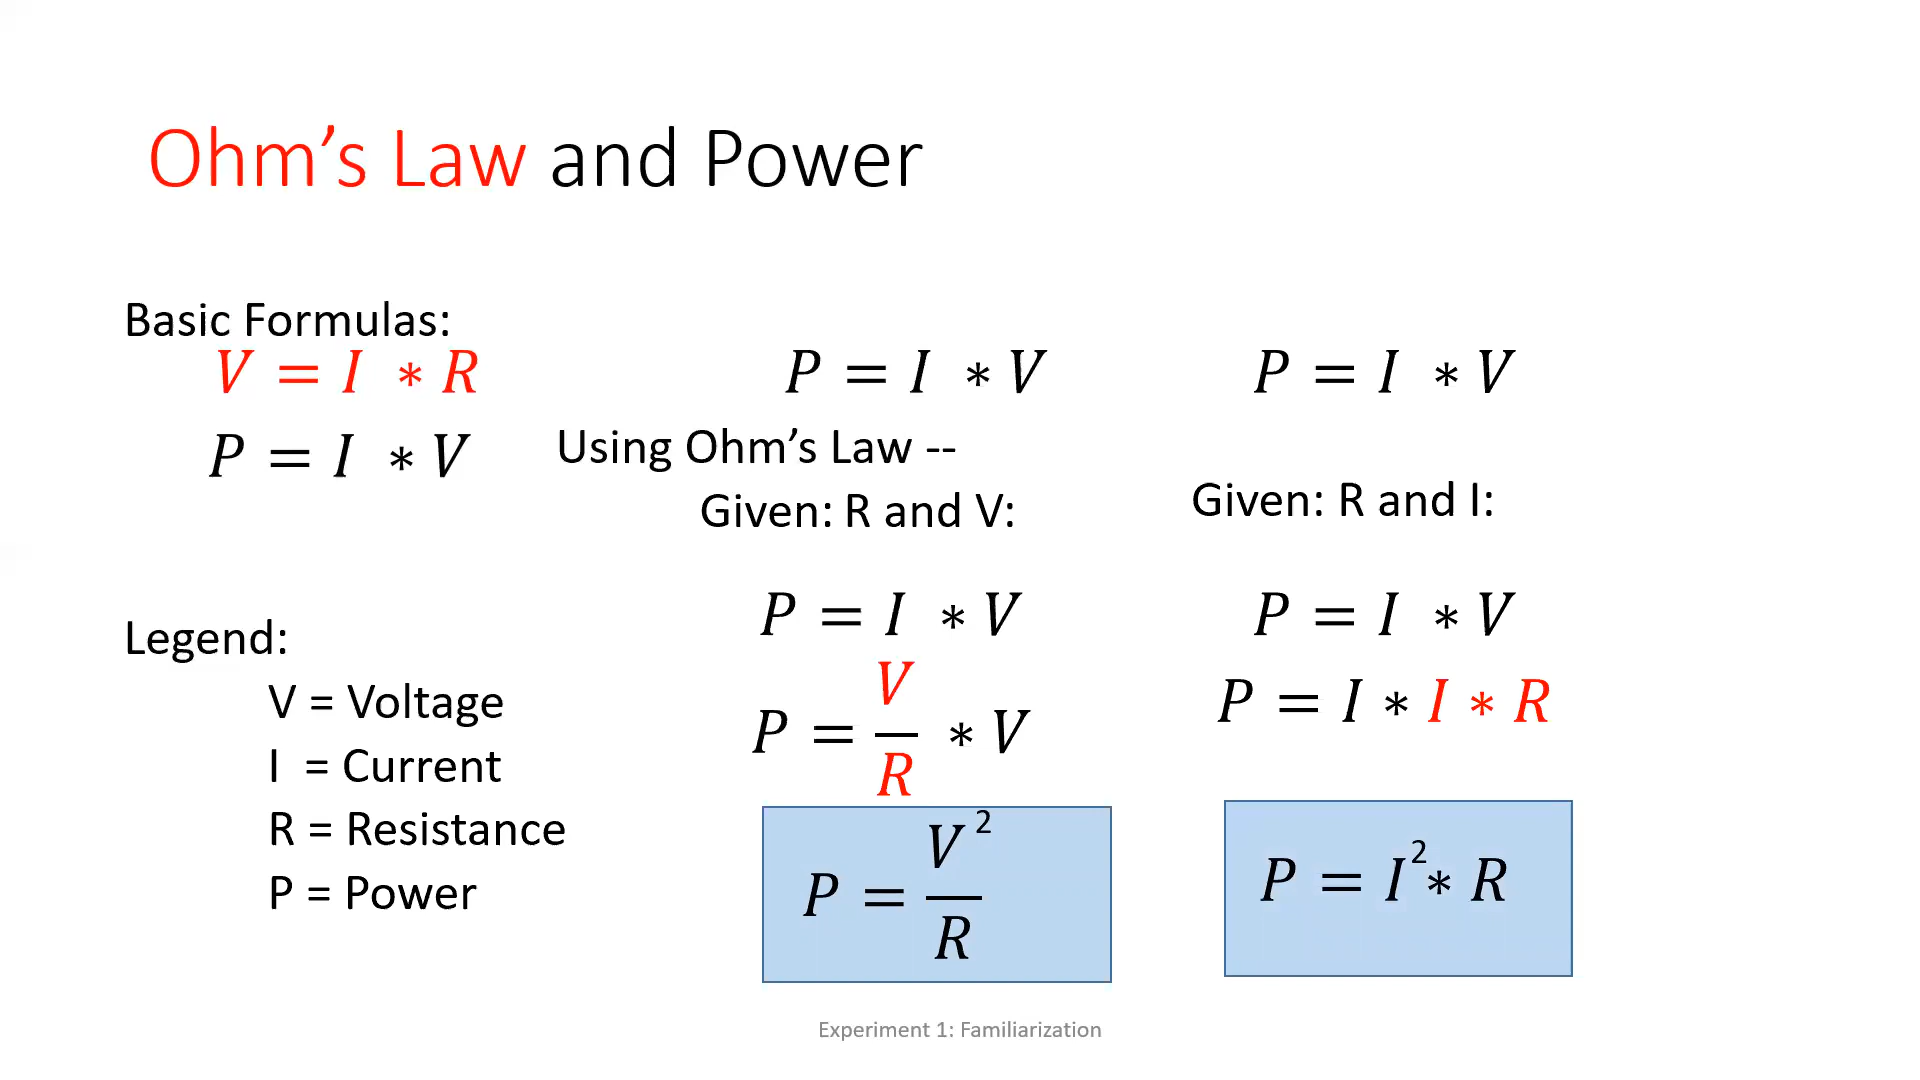 Ohm's Law and Power
Basic Formulas:
V = I * R
P = I * V
Legend:
V = Voltage
I = Current
R = Resistance
P = Power
P = I * V
Using Ohm's Law --
Given: R and V:
P = I * V
P = V/R * V
P = V²/R
P = I * V
Given: R and I:
P = I * V
P = I * I * R
P = I² * R
Experiment 1: Familiarization